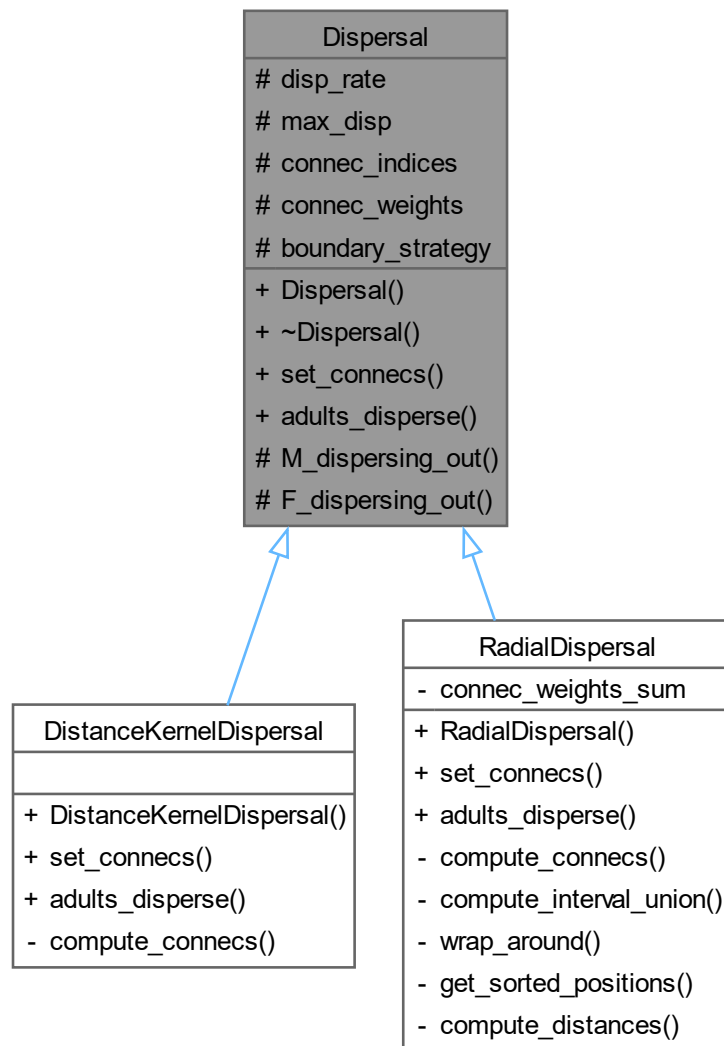 Dispersal
# disp_rate
# max_disp
# connec_indices
# connec_weights
# boundary_strategy
+ Dispersal()
+ ~Dispersal()
+ set_connecs()
+ adults_disperse()
# M_dispersing_out()
# F_dispersing_out()
DistanceKernelDispersal
+ DistanceKernelDispersal()
+ set_connecs()
+ adults_disperse()
- compute_connecs()
RadialDispersal
- connec_weights_sum
+ RadialDispersal()
+ set_connecs()
+ adults_disperse()
- compute_connecs()
- compute_interval_union()
- wrap_around()
- get_sorted_positions()
- compute_distances()